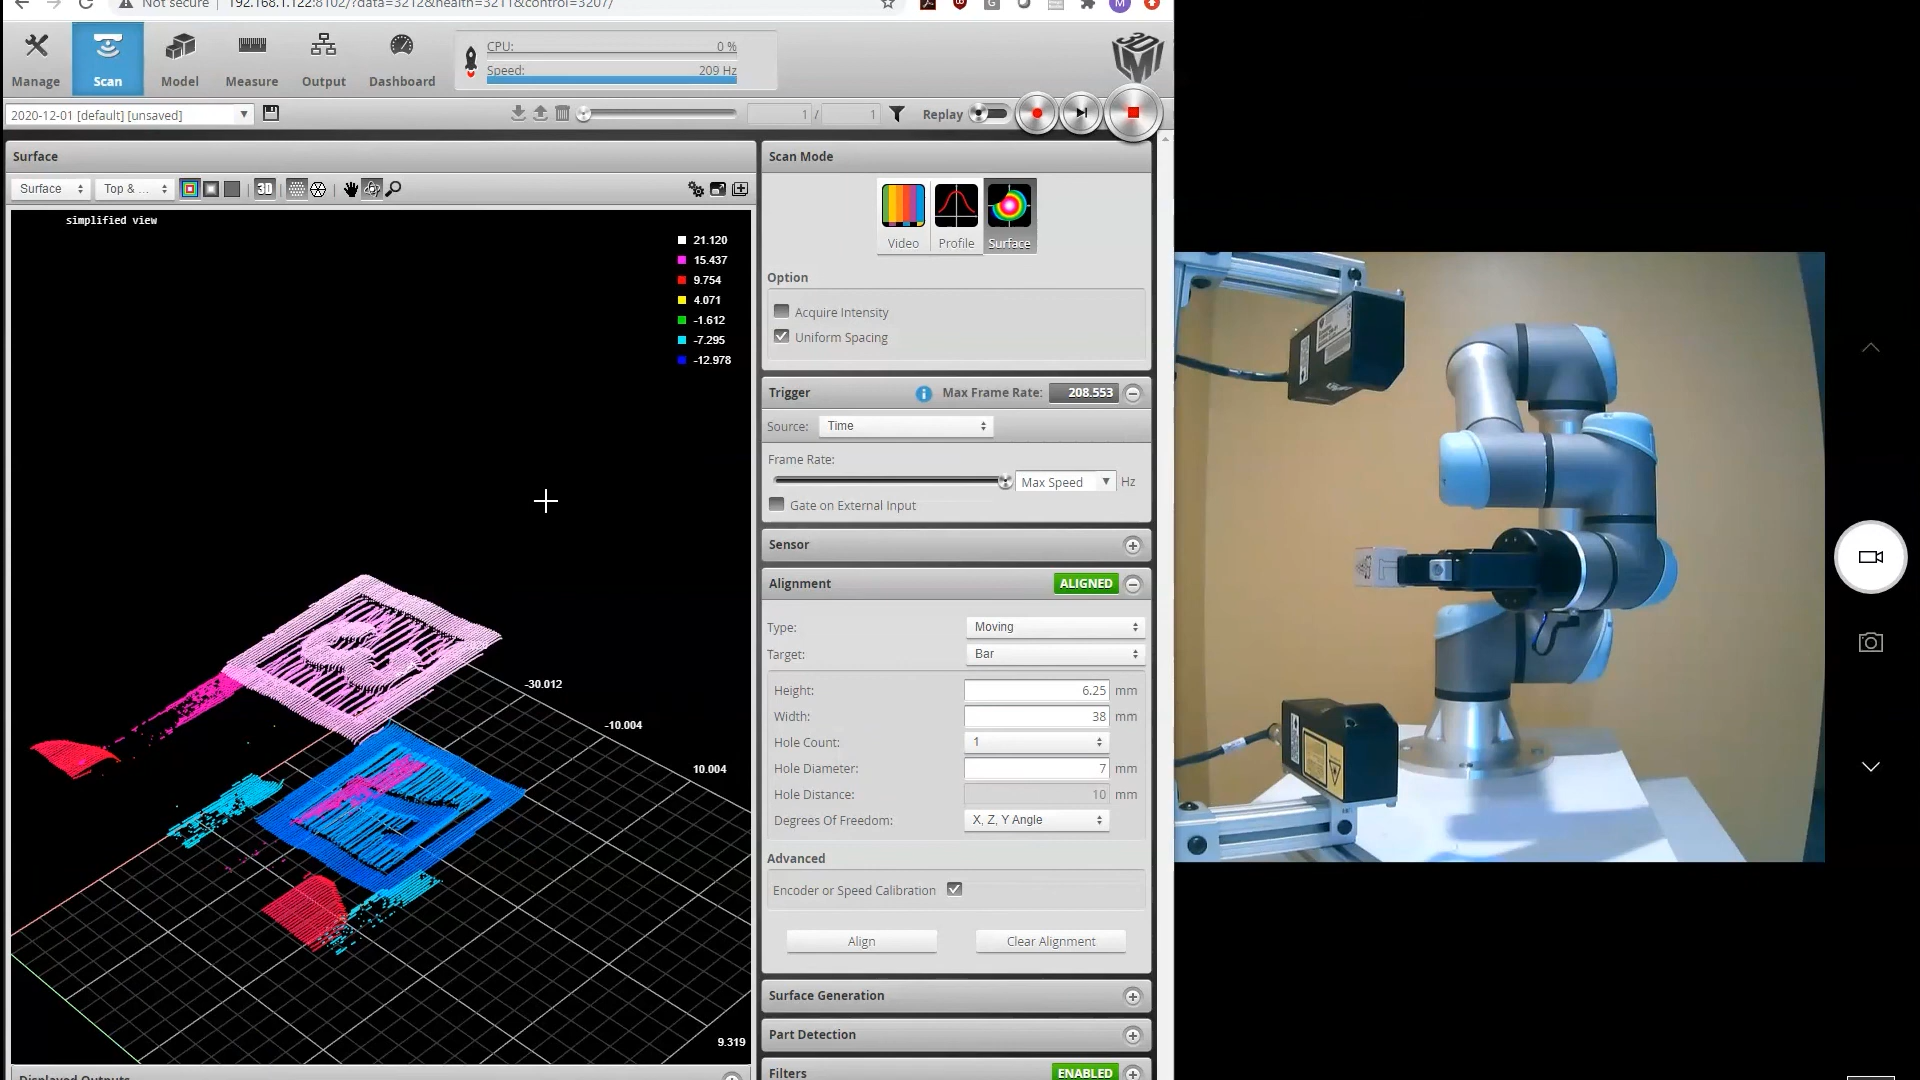 Not secure 192.168.1.122:8102/?data=3212&health=3211&control=3207/
Manage Scan Model Measure Output Dashboard
CPU: 0 %
Speed: 209 Hz
2020-12-01 [default] [unsaved]
1 / 1
Replay
Surface
Surface Top & ... 3D
simplified view
21.120
15.437
9.754
4.071
-1.612
-7.295
-12.978
-30.012
-10.004
10.004
9.319
Displayed Outputs
Scan Mode
Video Profile Surface
Option
Acquire Intensity
Uniform Spacing
Trigger Max Frame Rate: 208.553
Source: Time
Frame Rate:
Max Speed Hz
Gate on External Input
Sensor
Alignment ALIGNED
Type: Moving
Target: Bar
Height: 6.25 mm
Width: 38 mm
Hole Count: 1
Hole Diameter: 7 mm
Hole Distance: 10 mm
Degrees Of Freedom: X, Z, Y Angle
Advanced
Encoder or Speed Calibration
Align Clear Alignment
Surface Generation
Part Detection
Filters ENABLED